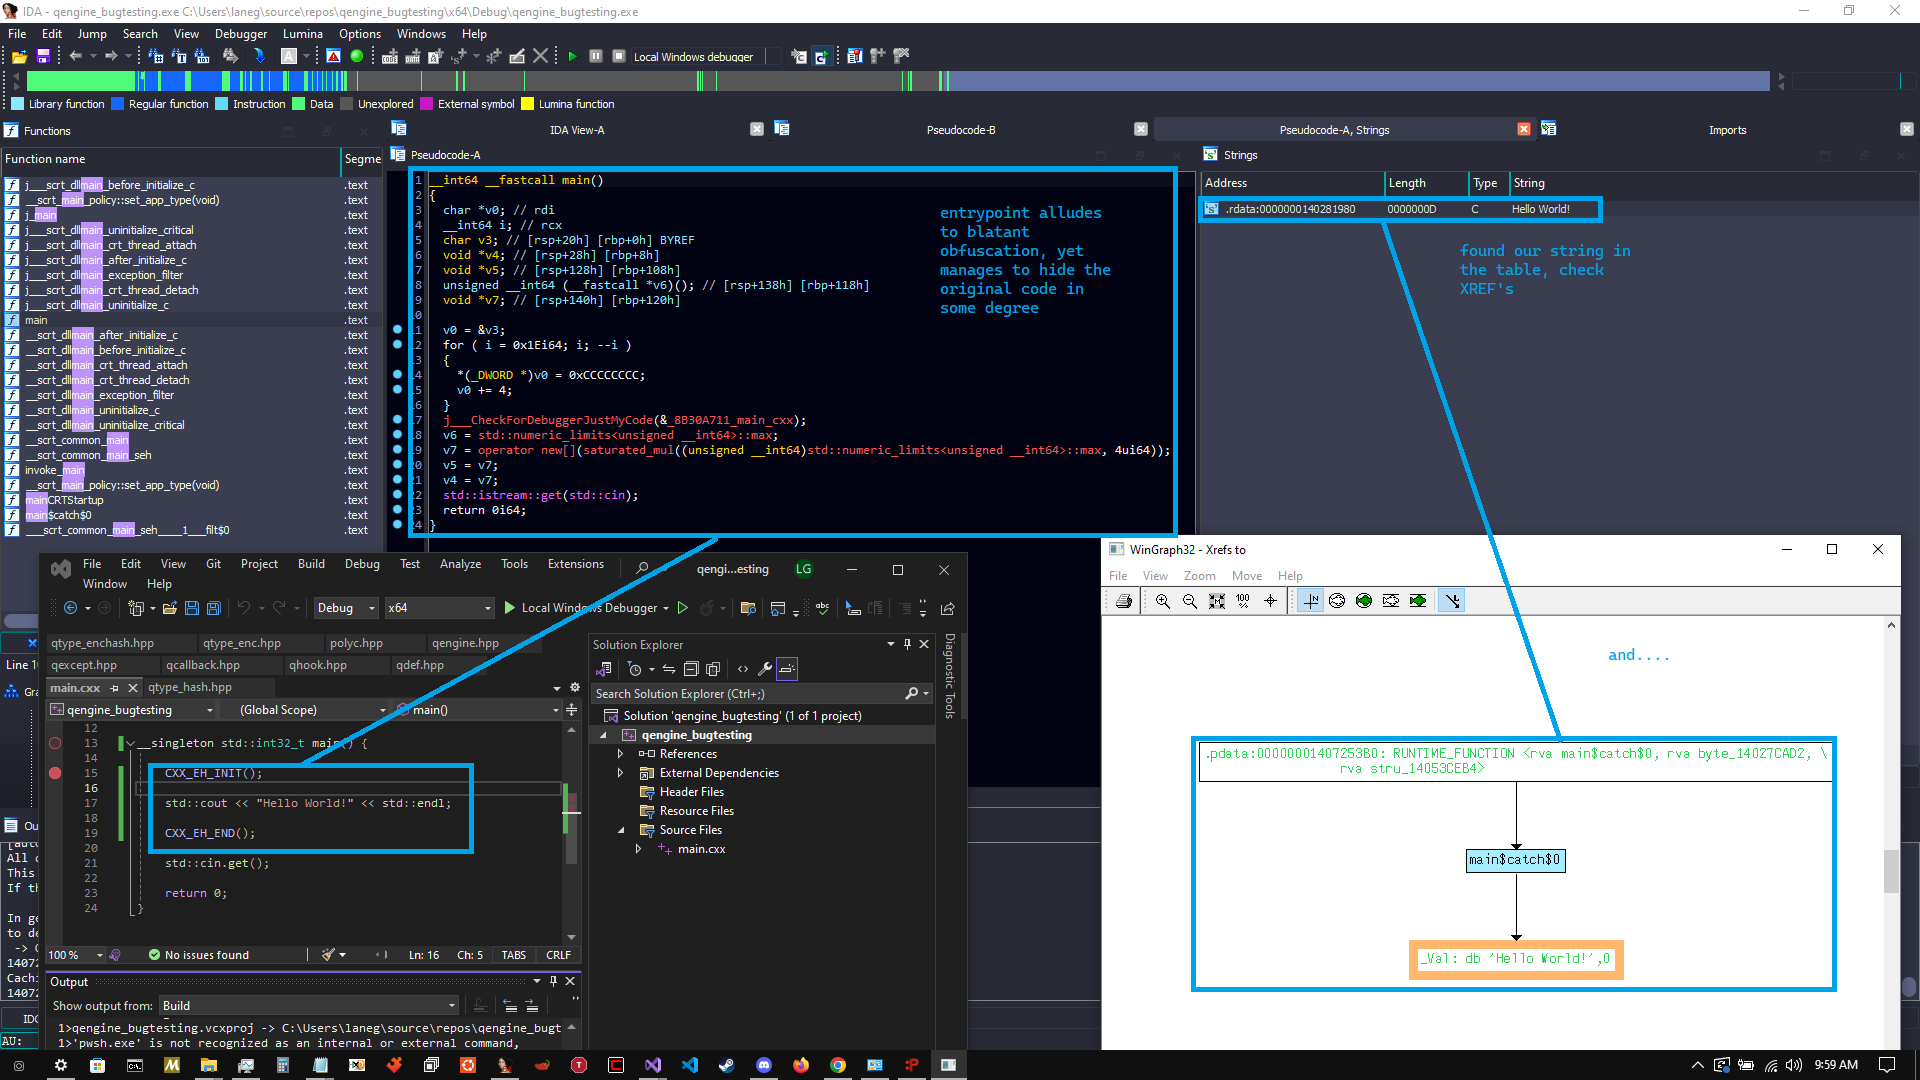 IDA - qengine_bugtesting.exe C:\Users\laneg\source\repos\qengine_bugtesting\x64\Debug\qengine_bugtesting.exe
File Edit Jump Search View Debugger Lumina Options Windows Help
Local Windows debugger
Library function Regular function Instruction Data Unexplored External symbol Lumina function
Functions
Function name Segme
j___scrt_dllmain_before_initialize_c .text
__scrt_main_policy::set_app_type(void) .text
j_main .text
j___scrt_dllmain_uninitialize_critical .text
j___scrt_dllmain_crt_thread_attach .text
j___scrt_dllmain_after_initialize_c .text
j___scrt_dllmain_exception_filter .text
j___scrt_dllmain_crt_thread_detach .text
j___scrt_dllmain_uninitialize_c .text
main .text
__scrt_dllmain_after_initialize_c .text
__scrt_dllmain_before_initialize_c .text
__scrt_dllmain_crt_thread_attach .text
__scrt_dllmain_crt_thread_detach .text
__scrt_dllmain_exception_filter .text
__scrt_dllmain_uninitialize_c .text
__scrt_dllmain_uninitialize_critical .text
__scrt_common_main .text
__scrt_common_main_seh .text
invoke_main .text
__scrt_main_policy::set_app_type(void) .text
mainCRTStartup .text
main$catch$0 .text
___scrt_common_main_seh____1___filt$0 .text
IDA View-A Pseudocode-B Pseudocode-A, Strings Imports
Pseudocode-A
1 __int64 __fastcall main()
2 {
3 char *v0; // rdi
4 __int64 i; // rcx
5 char v3; // [rsp+20h] [rbp+0h] BYREF
6 void *v4; // [rsp+28h] [rbp+8h]
7 void *v5; // [rsp+128h] [rbp+108h]
8 unsigned __int64 (__fastcall *v6)(); // [rsp+138h] [rbp+118h]
9 void *v7; // [rsp+140h] [rbp+120h]
10
11 v0 = &v3;
12 for ( i = 0x1Ei64; i; --i )
13 {
14 *(_DWORD *)v0 = 0xCCCCCCCC;
15 v0 += 4;
16 }
17 j___CheckForDebuggerJustMyCode(&_8B30A711_main_cxx);
18 v6 = std::numeric_limits<unsigned __int64>::max;
19 v7 = operator new[](saturated_mul((unsigned __int64)std::numeric_limits<unsigned __int64>::max, 4ui64));
20 v5 = v7;
21 v4 = v7;
22 std::istream::get(std::cin);
23 return 0i64;
24 }
entrypoint alludes
to blatant
obfuscation, yet
manages to hide the
original code in
some degree
Strings
Address Length Type String
.rdata:0000000140281980 0000000D C Hello World!
found our string in
the table, check
XREF's
Line 1
Gra
Ou
[aut
All
This
If th
In ge
to de
-> 
1407
Cachi
1407
IDC
AU:
File Edit View Git Project Build Debug Test Analyze Tools Extensions
qengi...esting LG
Window Help
Debug x64 Local Windows Debugger
qtype_enchash.hpp qtype_enc.hpp polyc.hpp qengine.hpp
qexcept.hpp qcallback.hpp qhook.hpp qdef.hpp
main.cxx qtype_hash.hpp
qengine_bugtesting (Global Scope) main()
12
13 __singleton std::int32_t main() {
14
15 CXX_EH_INIT();
16
17 std::cout << "Hello World!" << std::endl;
18
19 CXX_EH_END();
20
21 std::cin.get();
22
23 return 0;
24 }
100 % No issues found Ln: 16 Ch: 5 TABS CRLF
Output
Show output from: Build
1>qengine_bugtesting.vcxproj -> C:\Users\laneg\source\repos\qengine_bugt
1>'pwsh.exe' is not recognized as an internal or external command,
Solution Explorer
Search Solution Explorer (Ctrl+;)
Solution 'qengine_bugtesting' (1 of 1 project)
qengine_bugtesting
References
External Dependencies
Header Files
Resource Files
Source Files
main.cxx
Diagnostic Tools
WinGraph32 - Xrefs to
File View Zoom Move Help
100%
and....
.pdata:00000001407253B0: RUNTIME_FUNCTION <rva main$catch$0, rva byte_14027CAD2, \
rva stru_14053CEB4>
main$catch$0
_Val: db 'Hello World!',0
9:59 AM